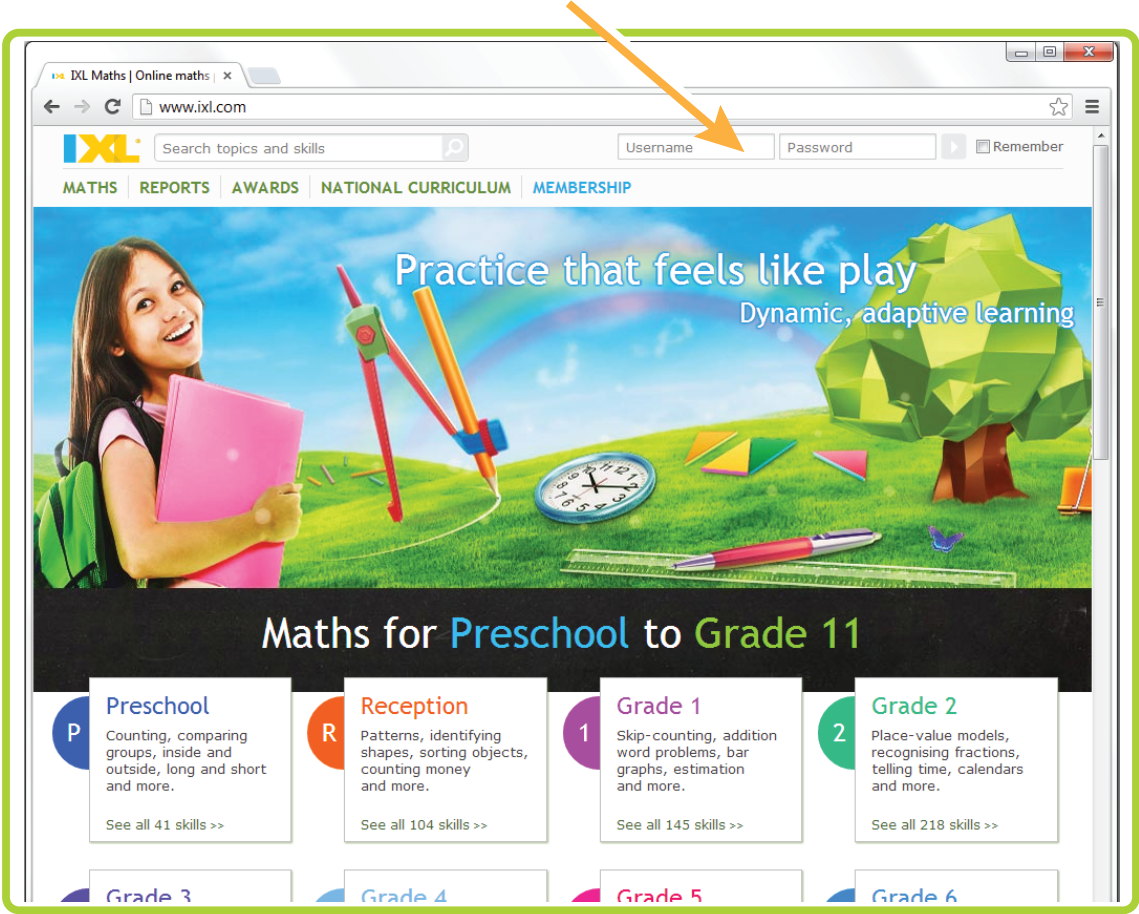 IXL Maths | Online maths
www.ixl.com
IXL
Search topics and skills
Username
Password
Remember
MATHS
REPORTS
AWARDS
NATIONAL CURRICULUM
MEMBERSHIP
Practice that feels like play
Dynamic, adaptive learning
Maths for Preschool to Grade 11
P
Preschool
Counting, comparing
groups, inside and
outside, long and short
and more.
See all 41 skills >>
R
Reception
Patterns, identifying
shapes, sorting objects,
counting money
and more.
See all 104 skills >>
1
Grade 1
Skip-counting, addition
word problems, bar
graphs, estimation
and more.
See all 145 skills >>
2
Grade 2
Place-value models,
recognising fractions,
telling time, calendars
and more.
See all 218 skills >>
Grade 3
Grade 4
Grade 5
Grade 6